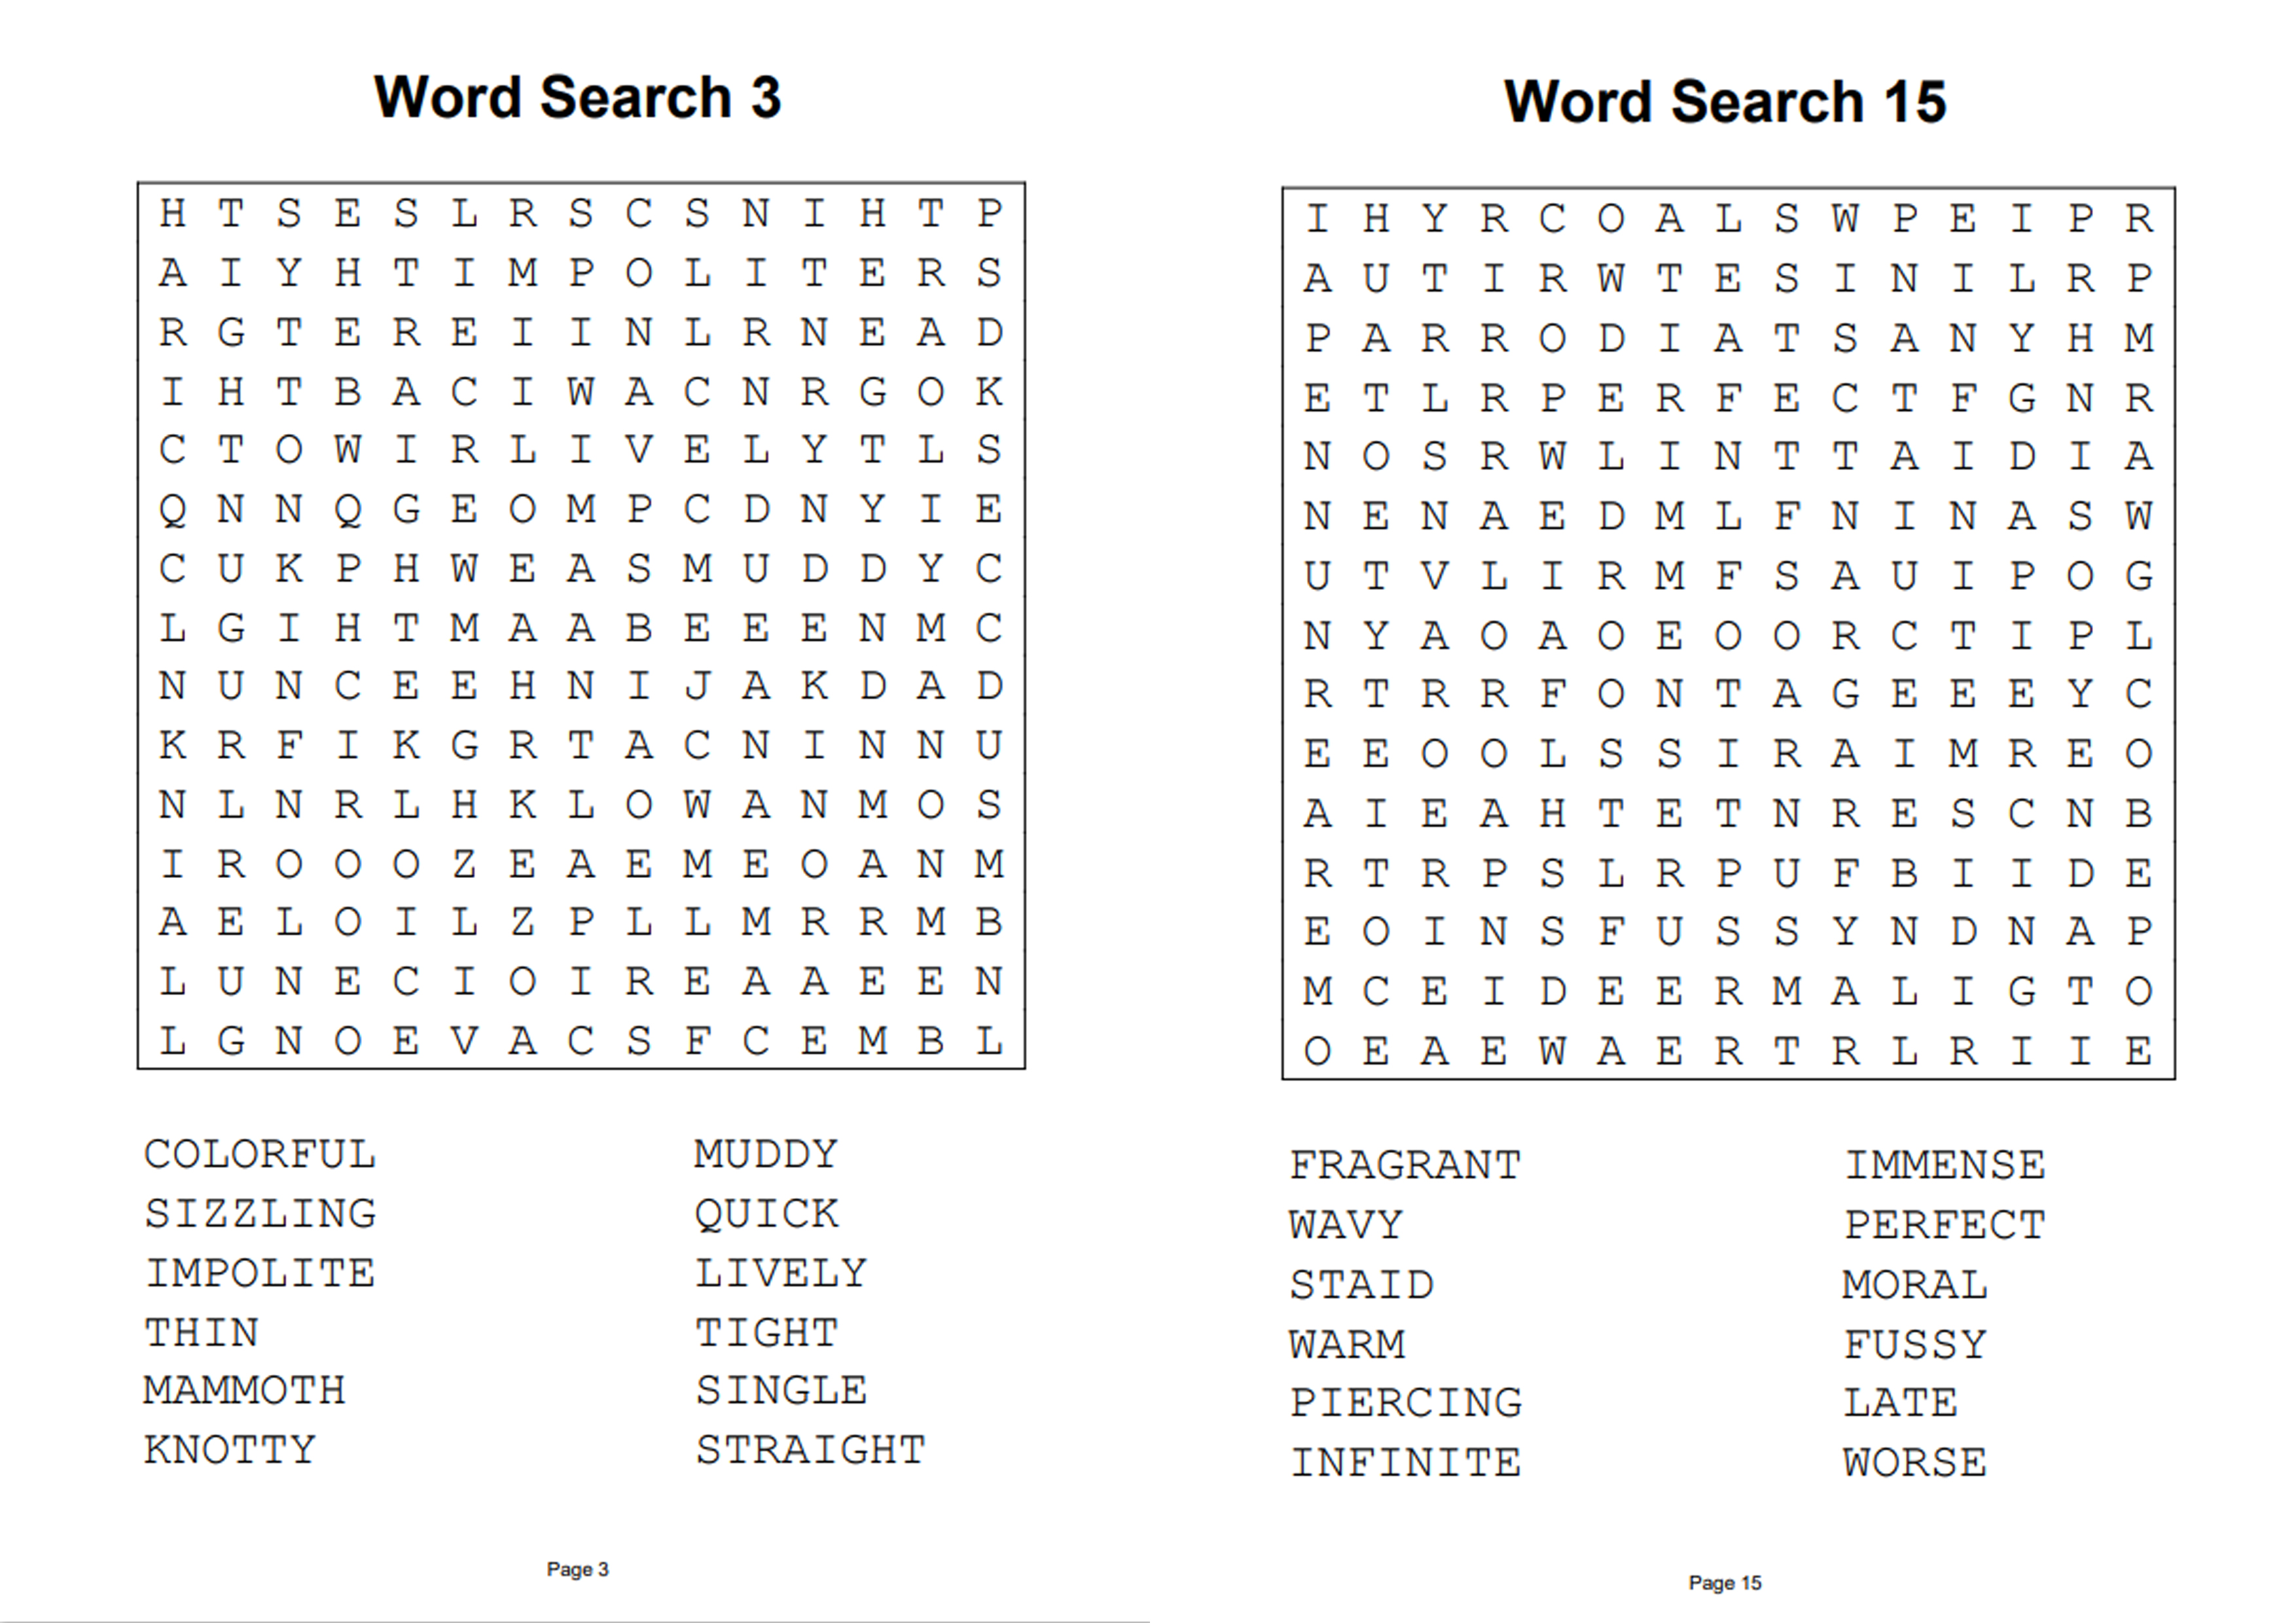 Word Search 3
H T S E S L R S C S N I H T P
A I Y H T I M P O L I T E R S
R G T E R E I I N L R N E A D
I H T B A C I W A C N R G O K
C T O W I R L I V E L Y T L S
Q N N Q G E O M P C D N Y I E
C U K P H W E A S M U D D Y C
L G I H T M A A B E E E N M C
N U N C E E H N I J A K D A D
K R F I K G R T A C N I N N U
N L N R L H K L O W A N M O S
I R O O O Z E A E M E O A N M
A E L O I L Z P L L M R R M B
L U N E C I O I R E A A E E N
L G N O E V A C S F C E M B L
COLORFUL MUDDY
SIZZLING QUICK
IMPOLITE LIVELY
THIN TIGHT
MAMMOTH SINGLE
KNOTTY STRAIGHT
Page 3
Word Search 15
I H Y R C O A L S W P E I P R
A U T I R W T E S I N I L R P
P A R R O D I A T S A N Y H M
E T L R P E R F E C T F G N R
N O S R W L I N T T A I D I A
N E N A E D M L F N I N A S W
U T V L I R M F S A U I P O G
N Y A O A O E O O R C T I P L
R T R R F O N T A G E E E Y C
E E O O L S S I R A I M R E O
A I E A H T E T N R E S C N B
R T R P S L R P U F B I I D E
E O I N S F U S S Y N D N A P
M C E I D E E R M A L I G T O
O E A E W A E R T R L R I I E
FRAGRANT IMMENSE
WAVY PERFECT
STAID MORAL
WARM FUSSY
PIERCING LATE
INFINITE WORSE
Page 15